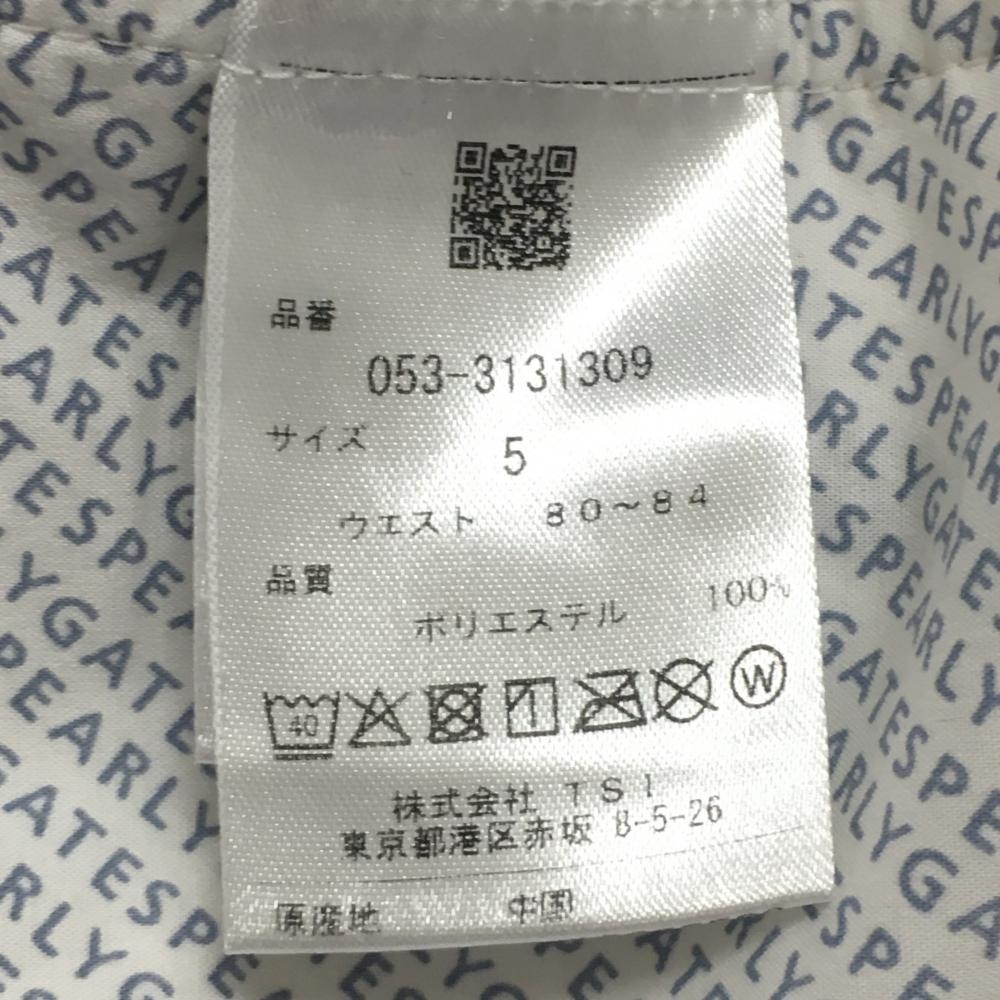 品番
053-3131309
サイズ 5
ウエスト 80~84
品質
ポリエステル 100%
40 W
株式会社 TSI
東京都港区赤坂 8-5-26
原産地 中国
PEARLYGATES